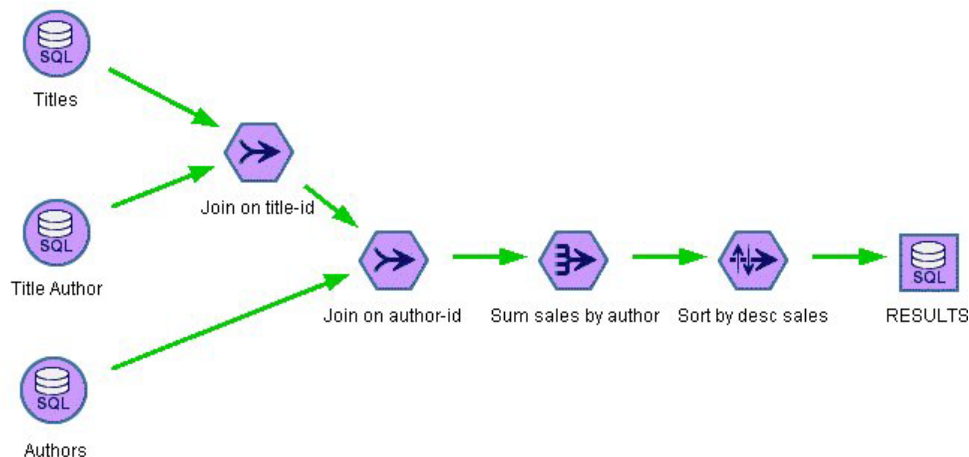 SQL
Titles
Join on title-id
SQL
Title Author
Join on author-id
Sum sales by author
Sort by desc sales
SQL
RESULTS
SQL
Authors